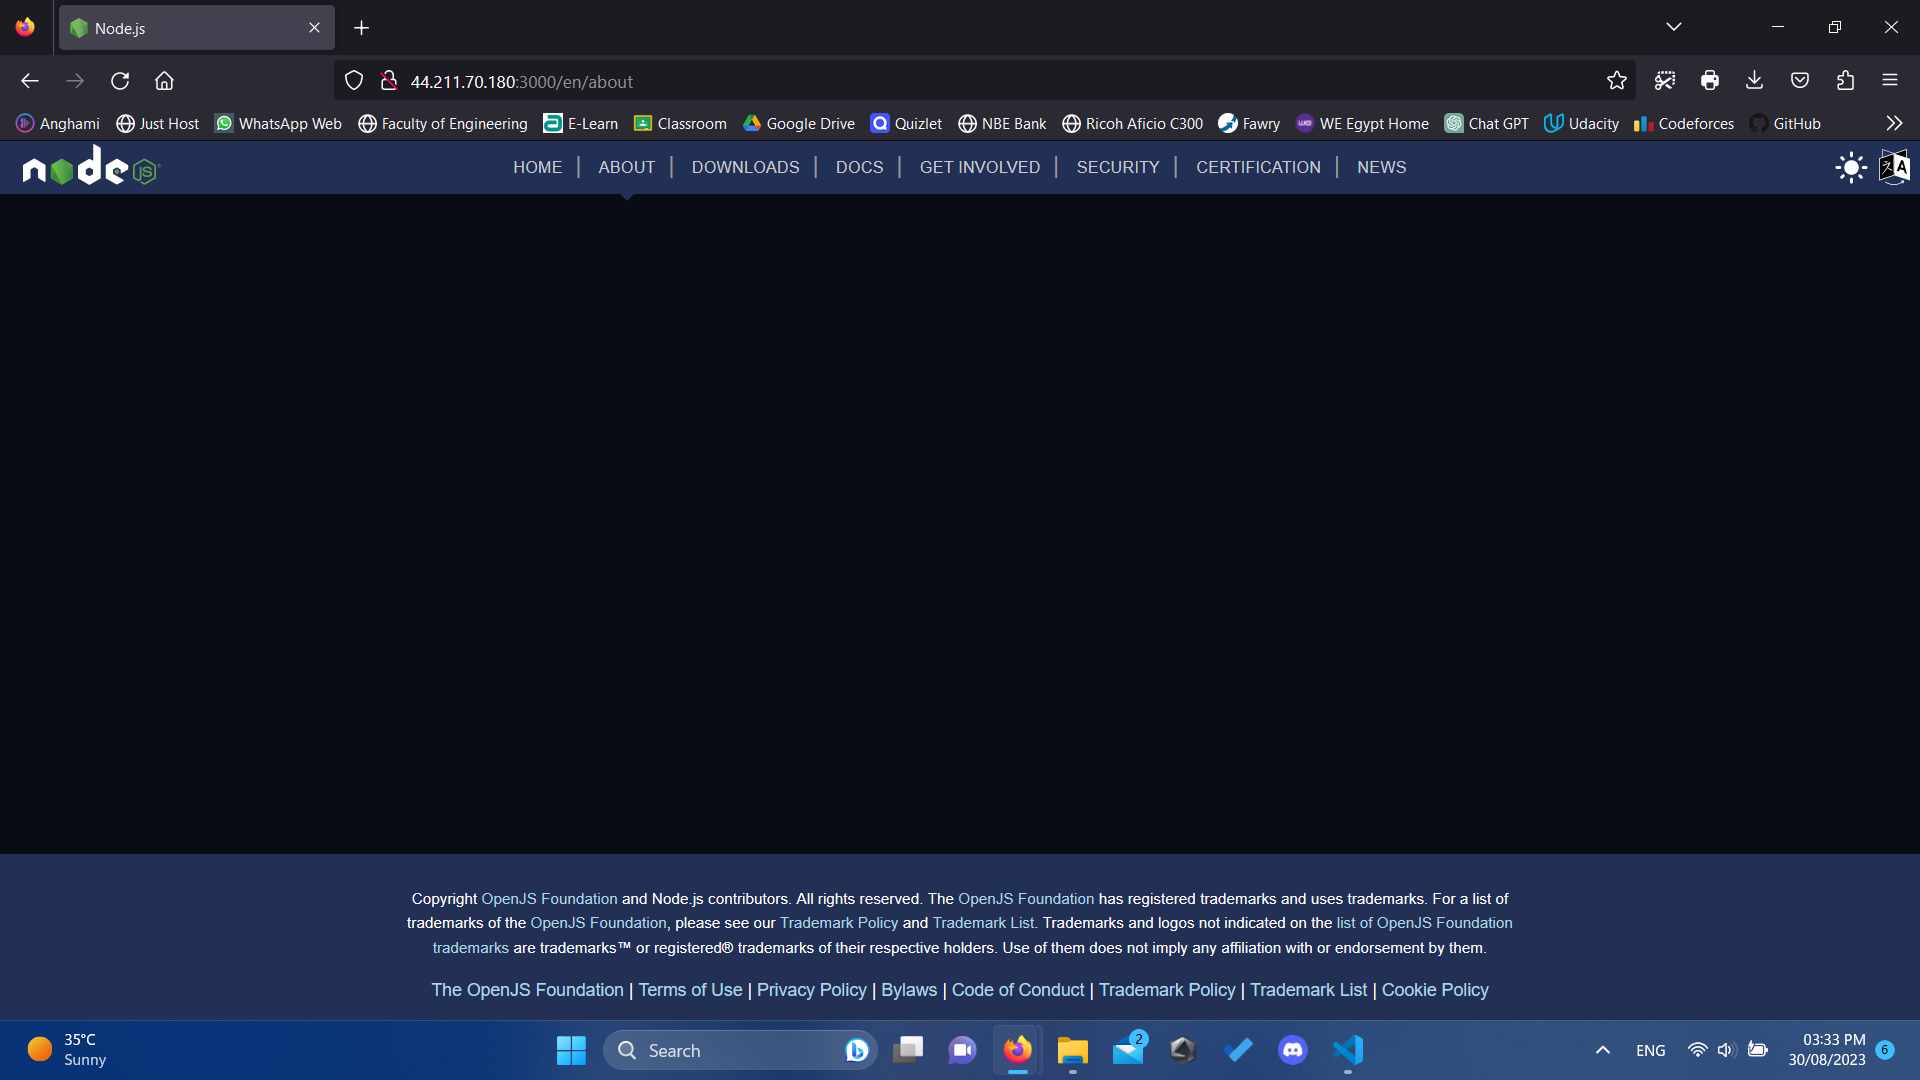 Node.js
44.211.70.180:3000/en/about
Anghami Just Host WhatsApp Web Faculty of Engineering E-Learn Classroom Google Drive Quizlet NBE Bank Ricoh Aficio C300 Fawry WE Egypt Home Chat GPT Udacity Codeforces GitHub
node JS HOME | ABOUT | DOWNLOADS | DOCS | GET INVOLVED | SECURITY | CERTIFICATION | NEWS
Copyright OpenJS Foundation and Node.js contributors. All rights reserved. The OpenJS Foundation has registered trademarks and uses trademarks. For a list of
trademarks of the OpenJS Foundation, please see our Trademark Policy and Trademark List. Trademarks and logos not indicated on the list of OpenJS Foundation
trademarks are trademarks™ or registered® trademarks of their respective holders. Use of them does not imply any affiliation with or endorsement by them.
The OpenJS Foundation | Terms of Use | Privacy Policy | Bylaws | Code of Conduct | Trademark Policy | Trademark List | Cookie Policy
35°C
Sunny
Search
2
ENG
03:33 PM
30/08/2023
6